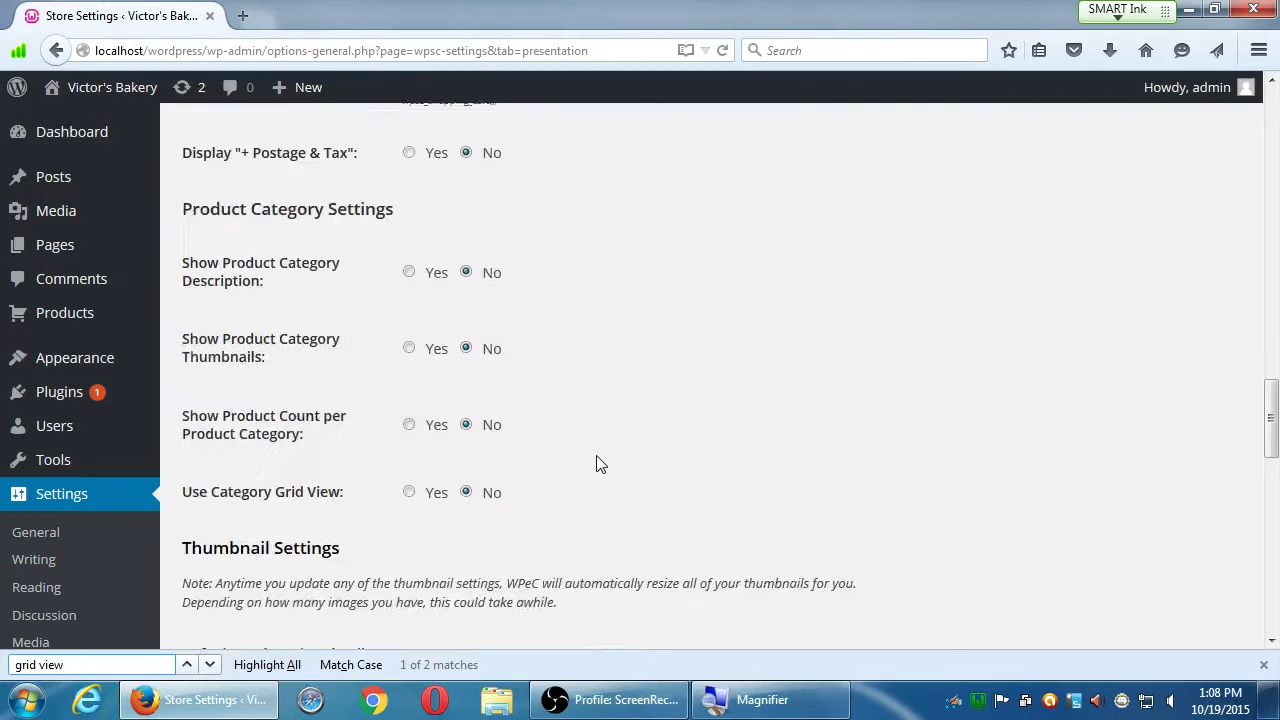 Store Settings ‹ Victor's Bak...
SMART Ink
localhost/wordpress/wp-admin/options-general.php?page=wpsc-settings&tab=presentation
Search
Victor's Bakery
2
0
New
Howdy, admin
Dashboard
Posts
Media
Pages
Comments
Products
Appearance
Plugins 1
Users
Tools
Settings
General
Writing
Reading
Discussion
Media
Display "+ Postage & Tax": Yes No
Product Category Settings
Show Product Category
Description: Yes No
Show Product Category
Thumbnails: Yes No
Show Product Count per
Product Category: Yes No
Use Category Grid View: Yes No
Thumbnail Settings
Note: Anytime you update any of the thumbnail settings, WPeC will automatically resize all of your thumbnails for you.
Depending on how many images you have, this could take awhile.
grid view
Highlight All
Match Case
1 of 2 matches
Store Settings ‹ Vi...
Profile: ScreenRec...
Magnifier
1:08 PM
10/19/2015